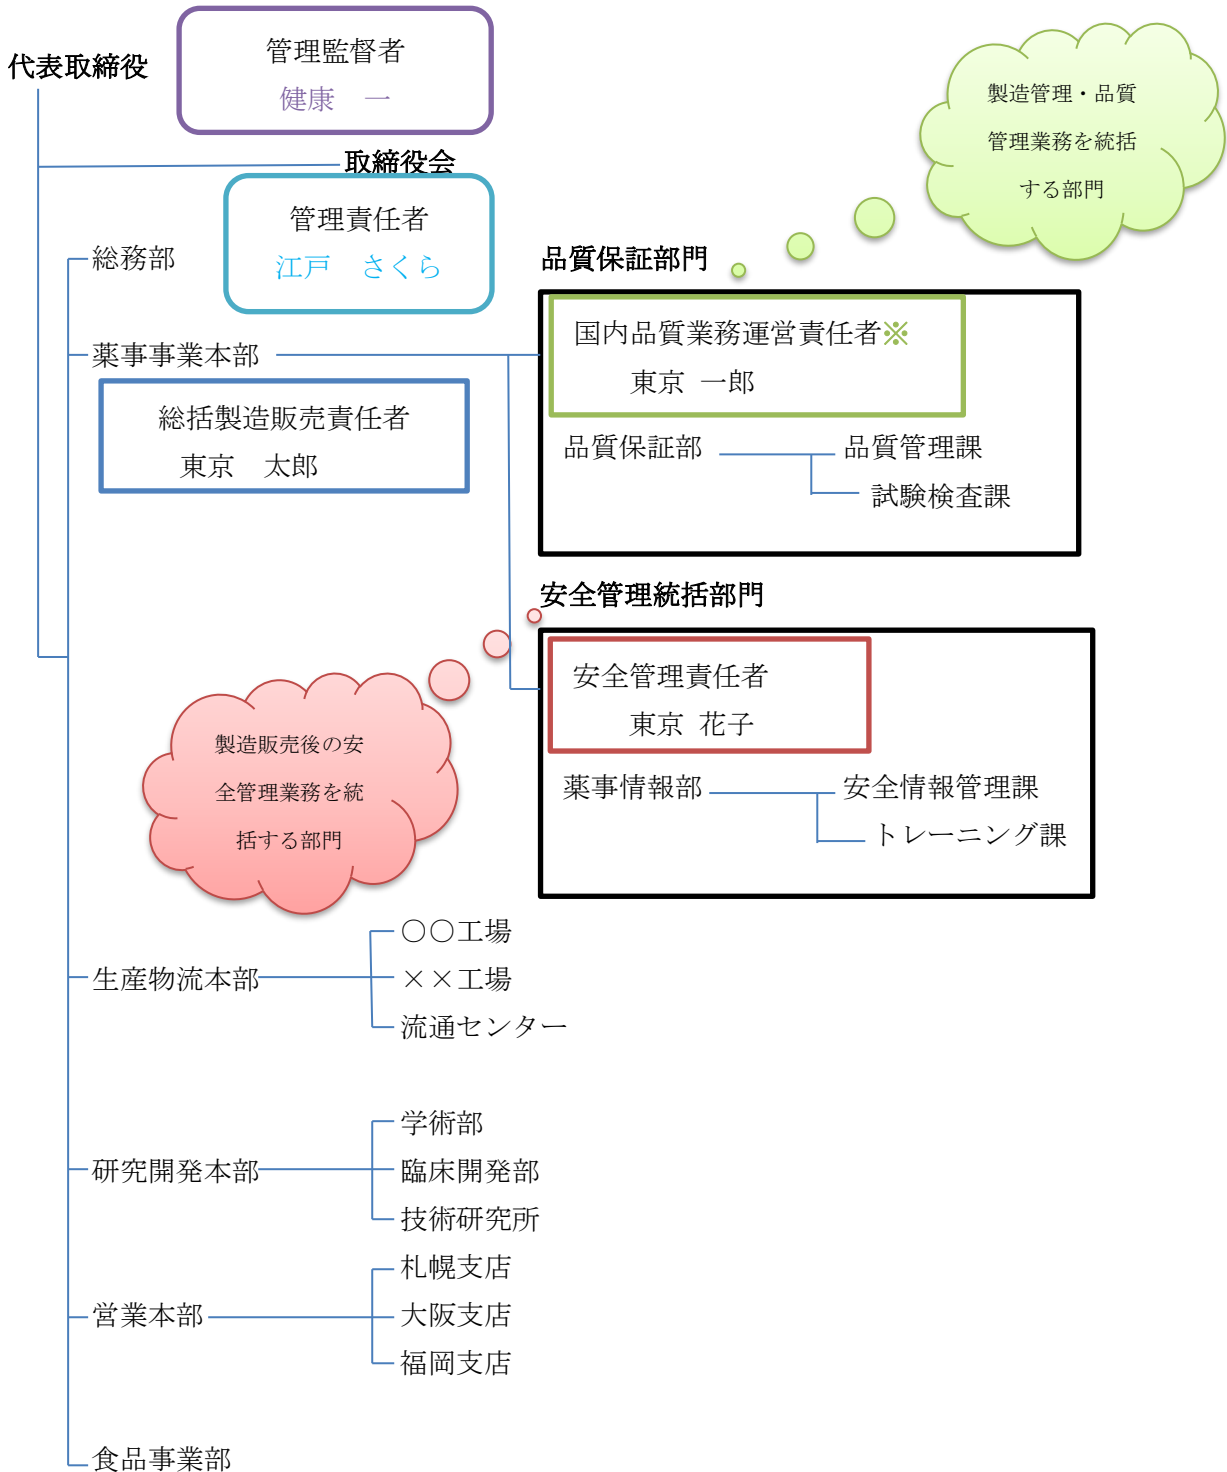 代表取締役
管理監督者
健康　一
取締役会
管理責任者
江戸　さくら
総務部
製造管理・品質
管理業務を統括
する部門
品質保証部門
薬事事業本部
国内品質業務運営責任者※
東京 一郎
総括製造販売責任者
東京　太郎
品質保証部
品質管理課
試験検査課
安全管理統括部門
安全管理責任者
東京 花子
製造販売後の安
全管理業務を統
括する部門
薬事情報部
安全情報管理課
トレーニング課
生産物流本部
○○工場
××工場
流通センター
研究開発本部
学術部
臨床開発部
技術研究所
営業本部
札幌支店
大阪支店
福岡支店
食品事業部